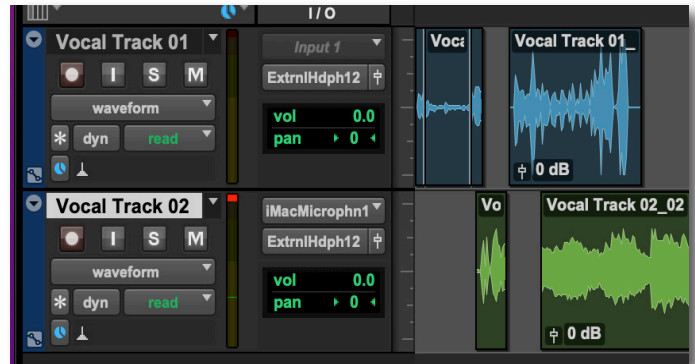 I / O
Vocal Track 01
Input 1
I S M
ExtrnlHdph12
waveform
vol 0.0
pan 0
dyn read
Voca
Vocal Track 01_
0 dB
Vocal Track 02
iMacMicrophn1
I S M
ExtrnlHdph12
waveform
vol 0.0
pan 0
dyn read
Vo
Vocal Track 02_02
0 dB